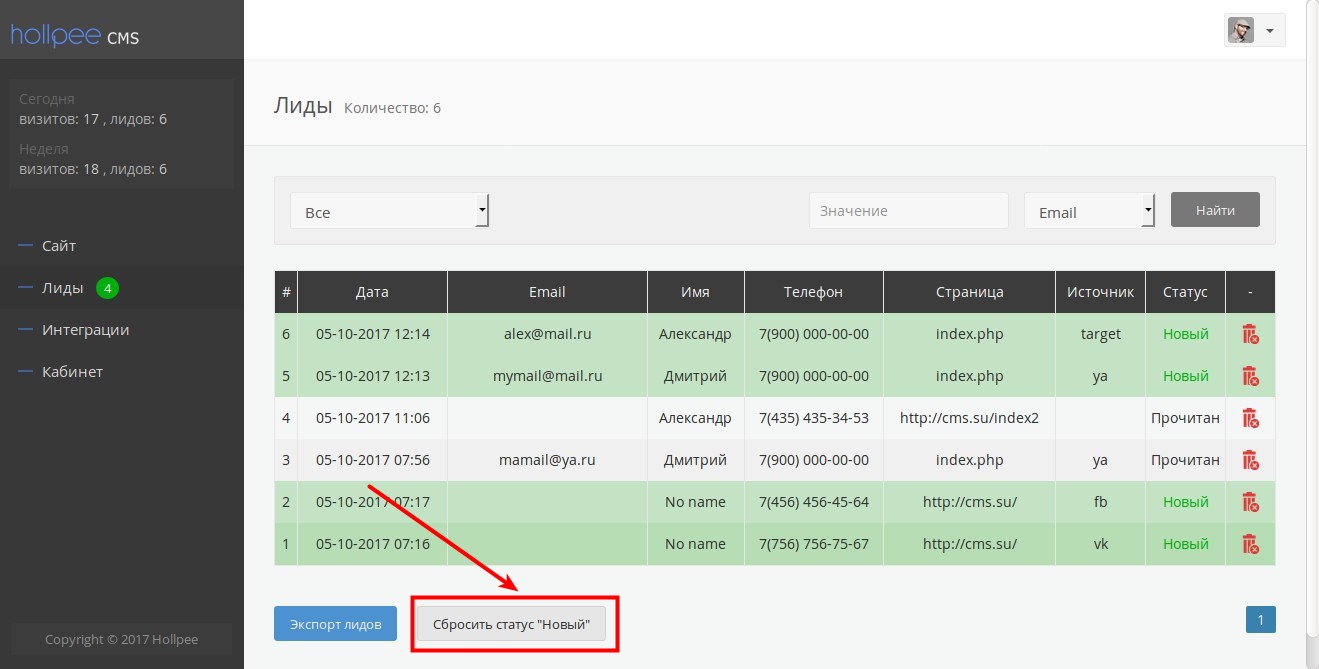 hollpee CMS
Сегодня
визитов: 17 , лидов: 6
Неделя
визитов: 18 , лидов: 6
Сайт
Лиды 4
Интеграции
Кабинет
Copyright © 2017 Hollpee
Лиды Количество: 6
Все Значение Email Найти
# Дата Email Имя Телефон Страница Источник Статус -
6 05-10-2017 12:14 alex@mail.ru Александр 7(900) 000-00-00 index.php target Новый
5 05-10-2017 12:13 mymail@mail.ru Дмитрий 7(900) 000-00-00 index.php ya Новый
4 05-10-2017 11:06 Александр 7(435) 435-34-53 http://cms.su/index2 Прочитан
3 05-10-2017 07:56 mamail@ya.ru Дмитрий 7(900) 000-00-00 index.php ya Прочитан
2 05-10-2017 07:17 No name 7(456) 456-45-64 http://cms.su/ fb Новый
1 05-10-2017 07:16 No name 7(756) 756-75-67 http://cms.su/ vk Новый
Экспорт лидов Сбросить статус "Новый" 1